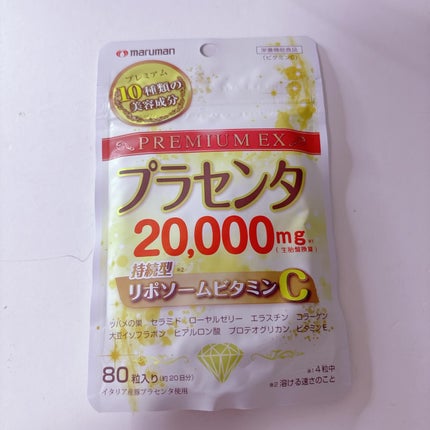 maruman
栄養機能食品
(ビタミンC)
プレミアム
10種類の
美容成分
PREMIUM EX
プラセンタ
20,000mg ※1
(生胎盤換算)
持続型 ※2
リポソームビタミンC
ツバメの巣 セラミド ローヤルゼリー エラスチン コラーゲン
大豆イソフラボン ヒアルロン酸 プロテオグリカン ビタミンE
80粒入り(約20日分)
イタリア産豚プラセンタ使用
※1 4粒中
※2 溶ける速さのこと